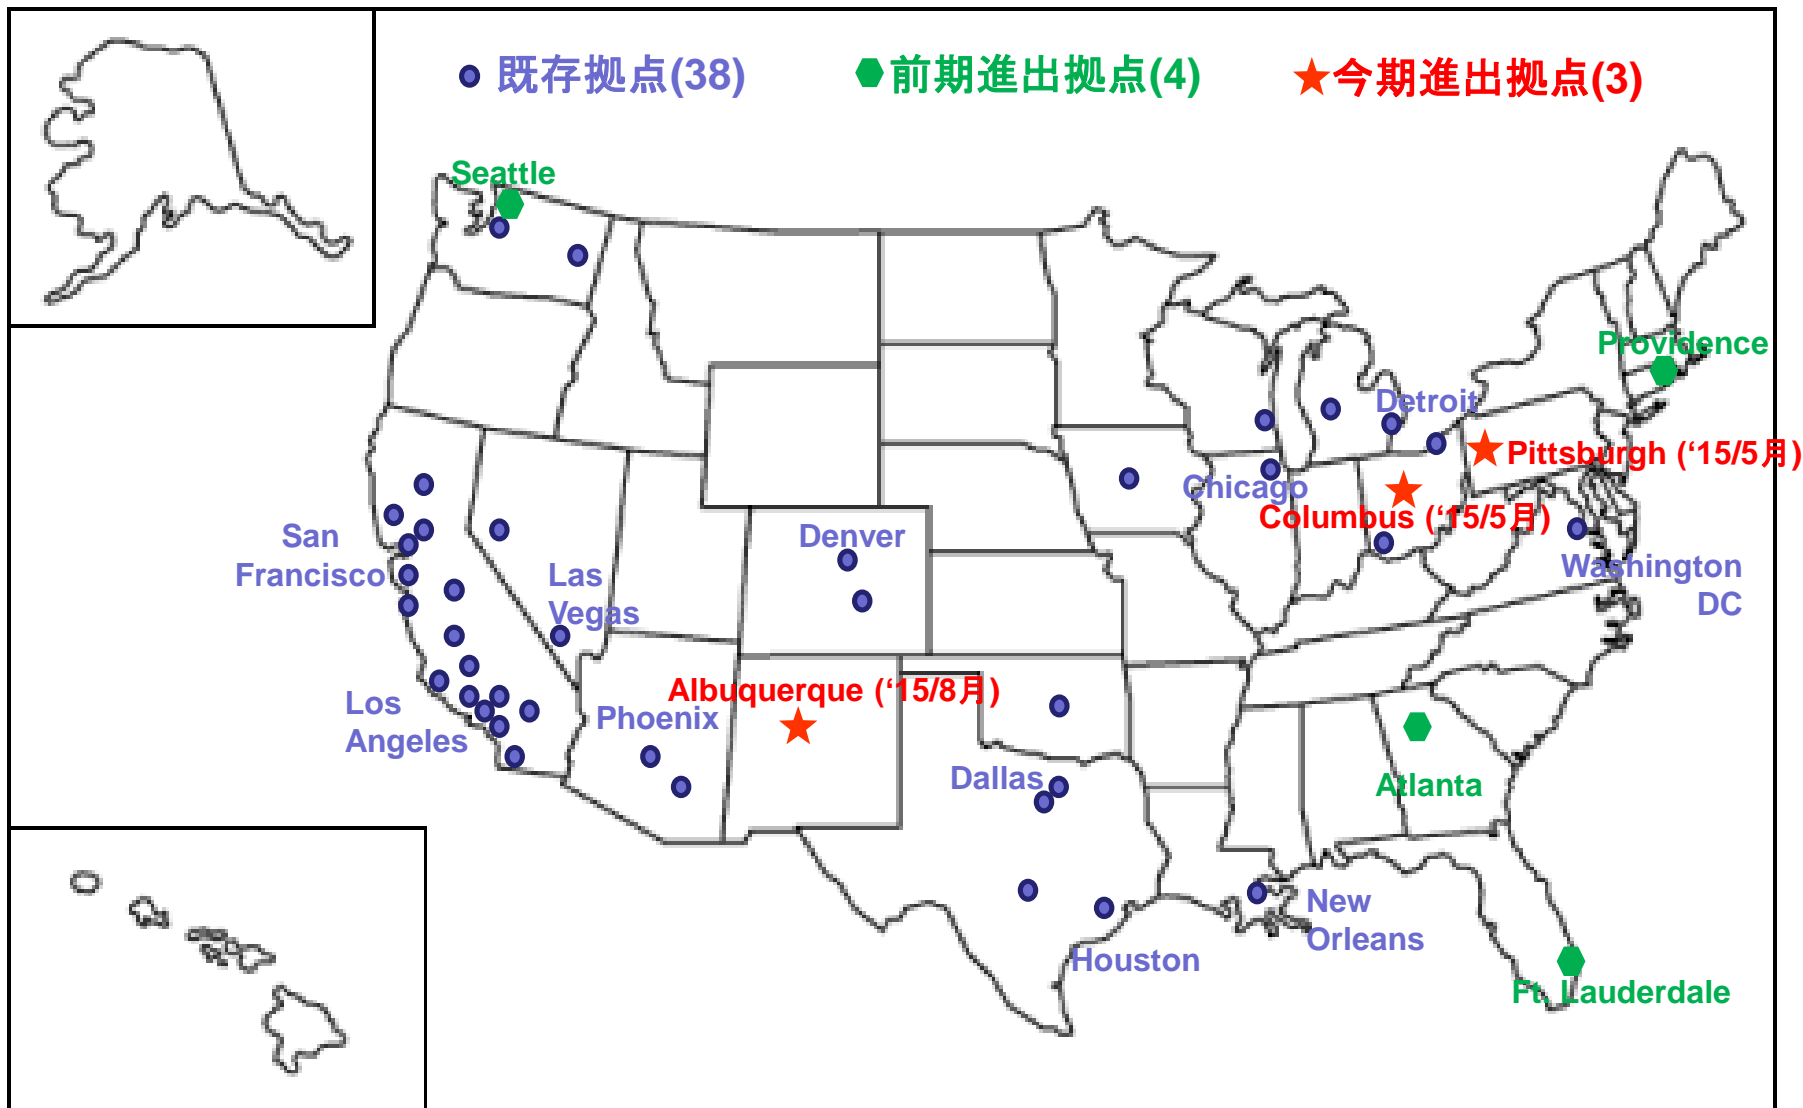 既存拠点(38)
前期進出拠点(4)
今期進出拠点(3)
Seattle
Providence
Detroit
Pittsburgh (‘15/5月)
Chicago
Columbus (‘15/5月)
San
Francisco
Denver
Las
Vegas
Washington
DC
Albuquerque (‘15/8月)
Los
Angeles
Phoenix
Dallas
Atlanta
New
Orleans
Houston
Ft. Lauderdale